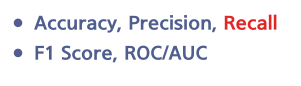 • Accuracy, Precision, Recall
• F1 Score, ROC/AUC